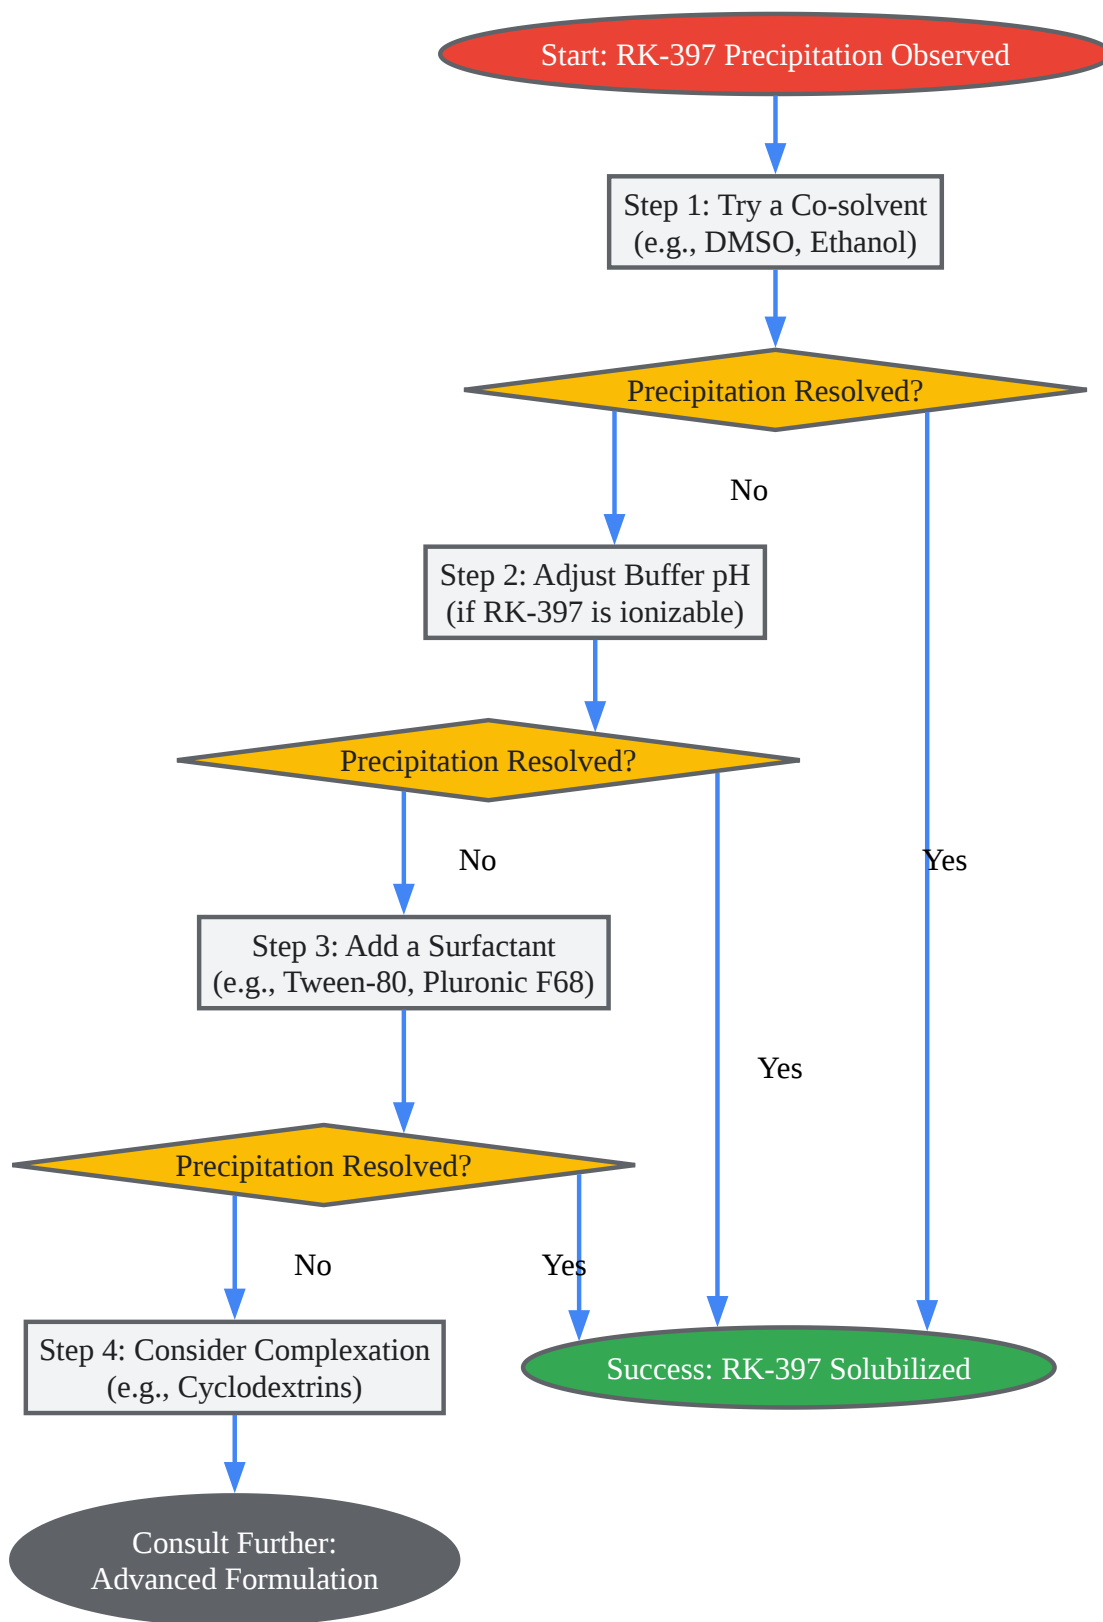 Start: RK-397 Precipitation Observed
Step 1: Try a Co-solvent
(e.g., DMSO, Ethanol)
Precipitation Resolved?
No
Step 2: Adjust Buffer pH
(if RK-397 is ionizable)
Precipitation Resolved?
No
Yes
Step 3: Add a Surfactant
(e.g., Tween-80, Pluronic F68)
Yes
Precipitation Resolved?
No
Yes
Step 4: Consider Complexation
(e.g., Cyclodextrins)
Success: RK-397 Solubilized
Consult Further:
Advanced Formulation